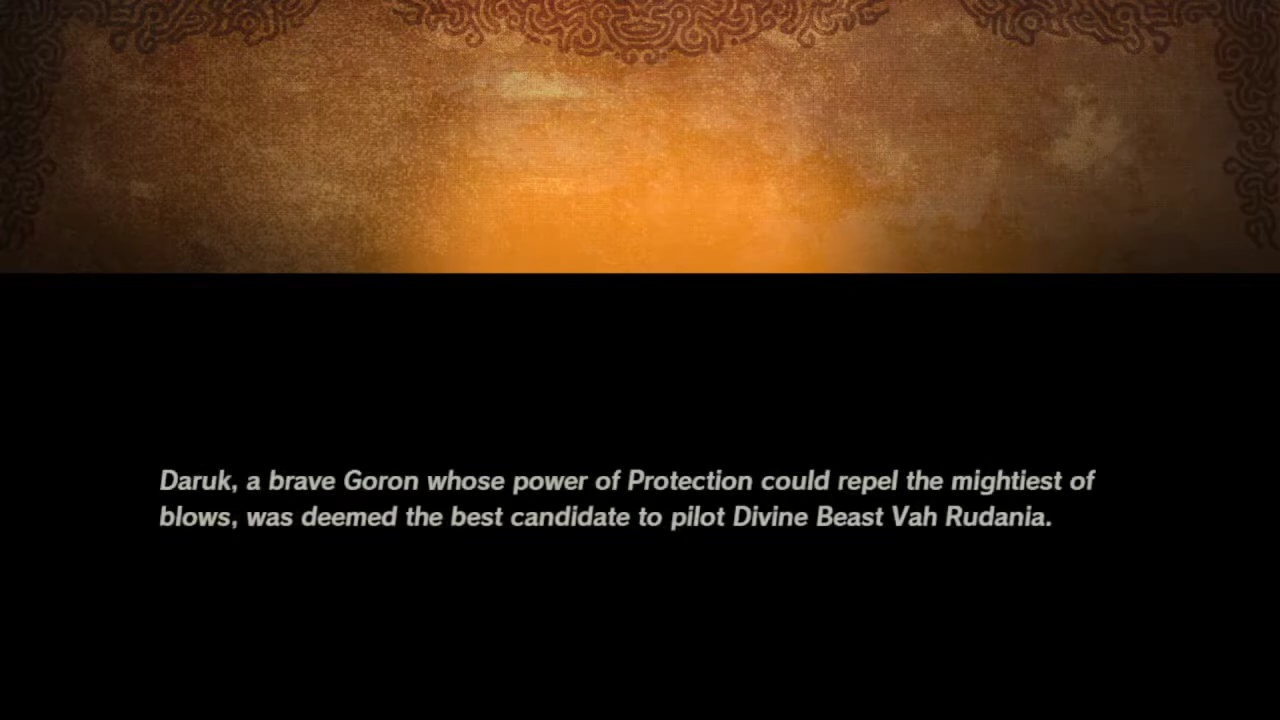 Daruk, a brave Goron whose power of Protection could repel the mightiest of
blows, was deemed the best candidate to pilot Divine Beast Vah Rudania.